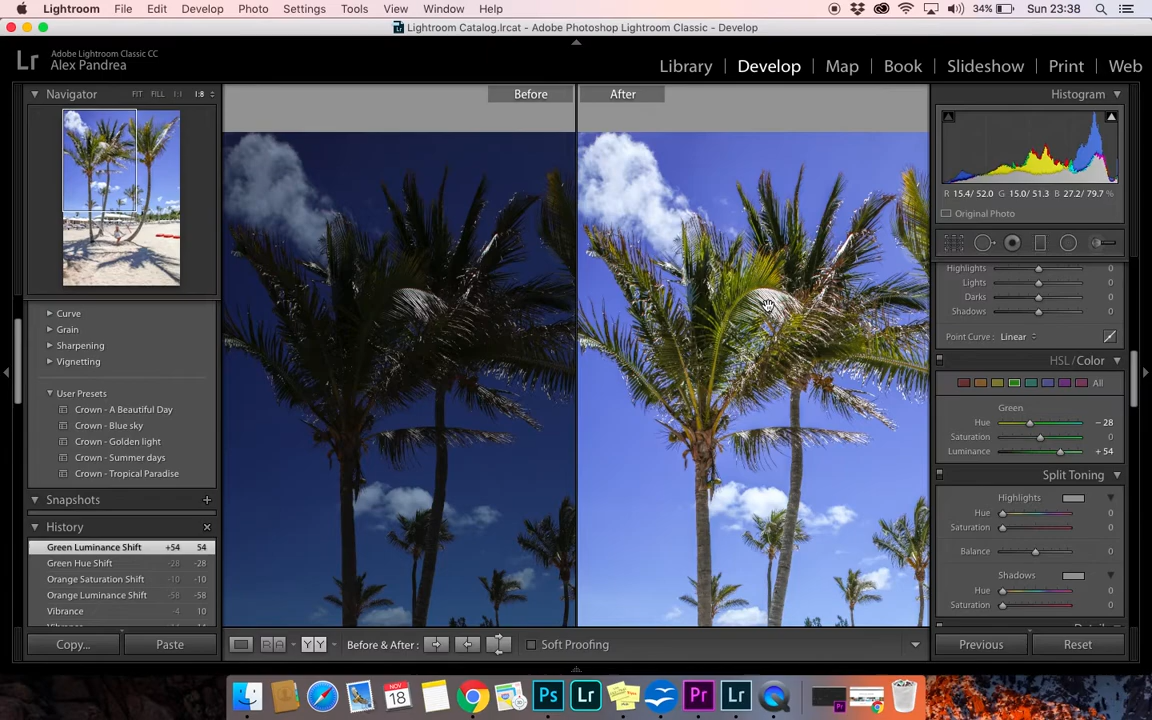 Lightroom File Edit Develop Photo Settings Tools View Window Help 34% Sun 23:38
Lightroom Catalog.lrcat - Adobe Photoshop Lightroom Classic - Develop
Lr Adobe Lightroom Classic CC
Alex Pandrea
Library Develop Map Book Slideshow Print Web
Navigator FIT FILL 1:1 1:8
Curve
Grain
Sharpening
Vignetting
User Presets
Crown - A Beautiful Day
Crown - Blue sky
Crown - Golden light
Crown - Summer days
Crown - Tropical Paradise
Snapshots
History
Green Luminance Shift +54 54
Green Hue Shift -28 -28
Orange Saturation Shift -10 -10
Orange Luminance Shift -58 -58
Vibrance -4 10
Copy... Paste
Before After
Before & After: Soft Proofing
Histogram
R 15.4/ 52.0 G 15.0/ 51.3 B 27.2/ 79.7 %
Original Photo
Highlights 0
Lights 0
Darks 0
Shadows 0
Point Curve : Linear
HSL / Color
All
Green
Hue - 28
Saturation 0
Luminance + 54
Split Toning
Highlights
Hue 0
Saturation 0
Balance 0
Shadows
Hue 0
Saturation 0
Previous Reset
Ps Lr Pr Lr
NOV
18